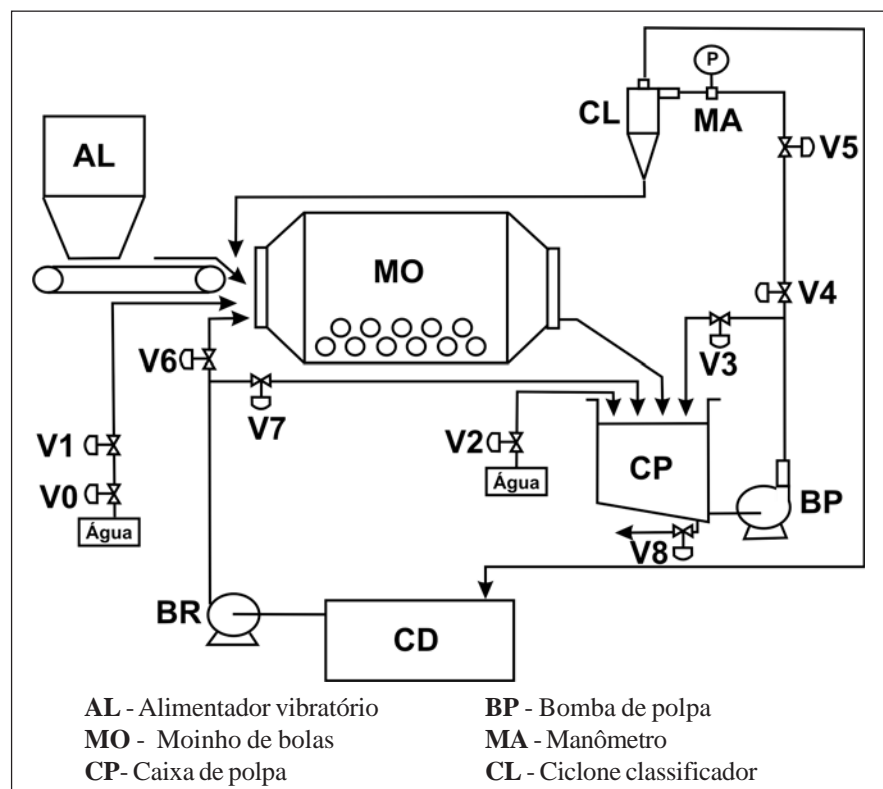 P
CL
MA
AL
V5
MO
V4
V6
V3
V7
V1
V2
CP
V0
Água
BP
Água
V8
BR
CD
AL - Alimentador vibratório
BP - Bomba de polpa
MO - Moinho de bolas
MA - Manômetro
CP- Caixa de polpa
CL - Ciclone classificador